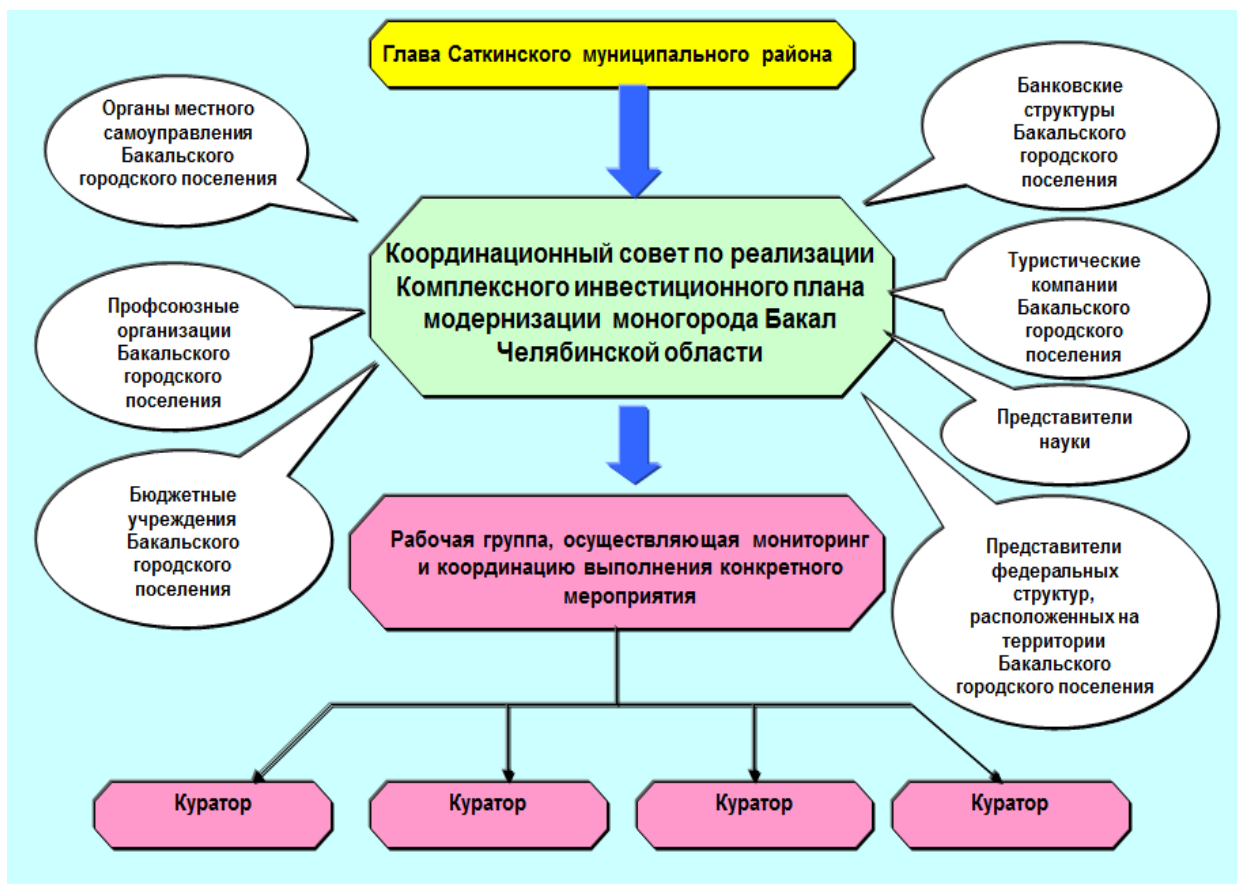 Глава Саткинского муниципального района
Органы местного
самоуправления
Бакальского
городского поселения
Банковские
структуры
Бакальского
городского
поселения
Координационный совет по реализации
Комплексного инвестиционного плана
модернизации моногорода Бакал
Челябинской области
Туристические
компании
Бакальского
городского
поселения
Профсоюзные
организации
Бакальского
городского
поселения
Представители
науки
Бюджетные
учреждения
Бакальского
городского
поселения
Рабочая группа, осуществляющая мониторинг
и координацию выполнения конкретного
мероприятия
Представители
федеральных
структур,
расположенных на
территории
Бакальского
городского поселения
Куратор
Куратор
Куратор
Куратор